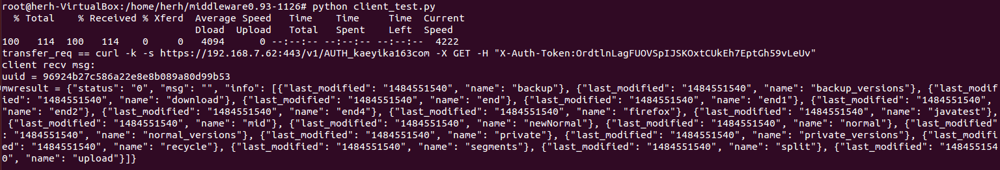 root@herh-VirtualBox:/home/herh/middleware0.93-1126# python client_test.py
  % Total    % Received % Xferd  Average Speed   Time    Time     Time  Current
                                 Dload  Upload   Total   Spent    Left  Speed
100   114  100   114    0     0   4094      0 --:--:-- --:--:-- --:--:--  4222
transfer_req == curl -k -s https://192.168.7.62:443/v1/AUTH_kaeyika163com -X GET -H "X-Auth-Token:OrdtlnLagFUOVSpIJSKOxtCUkEh7EptGh59vLeUv"
client recv msg:
uuid = 96924b27c586a22e8e8b089a80d99b53
mwresult = {"status": "0", "msg": "", "info": [{"last_modified": "1484551540", "name": "backup"}, {"last_modified": "1484551540", "name": "backup_versions"}, {"last_modif
ied": "1484551540", "name": "download"}, {"last_modified": "1484551540", "name": "end"}, {"last_modified": "1484551540", "name": "end1"}, {"last_modified": "1484551540",
"name": "end2"}, {"last_modified": "1484551540", "name": "end4"}, {"last_modified": "1484551540", "name": "firefox"}, {"last_modified": "1484551540", "name": "javatest"},
 {"last_modified": "1484551540", "name": "mid"}, {"last_modified": "1484551540", "name": "newNormal"}, {"last_modified": "1484551540", "name": "normal"}, {"last_modified"
: "1484551540", "name": "normal_versions"}, {"last_modified": "1484551540", "name": "private"}, {"last_modified": "1484551540", "name": "private_versions"}, {"last_modifi
ed": "1484551540", "name": "recycle"}, {"last_modified": "1484551540", "name": "segments"}, {"last_modified": "1484551540", "name": "split"}, {"last_modified": "148455154
0", "name": "upload"}]}